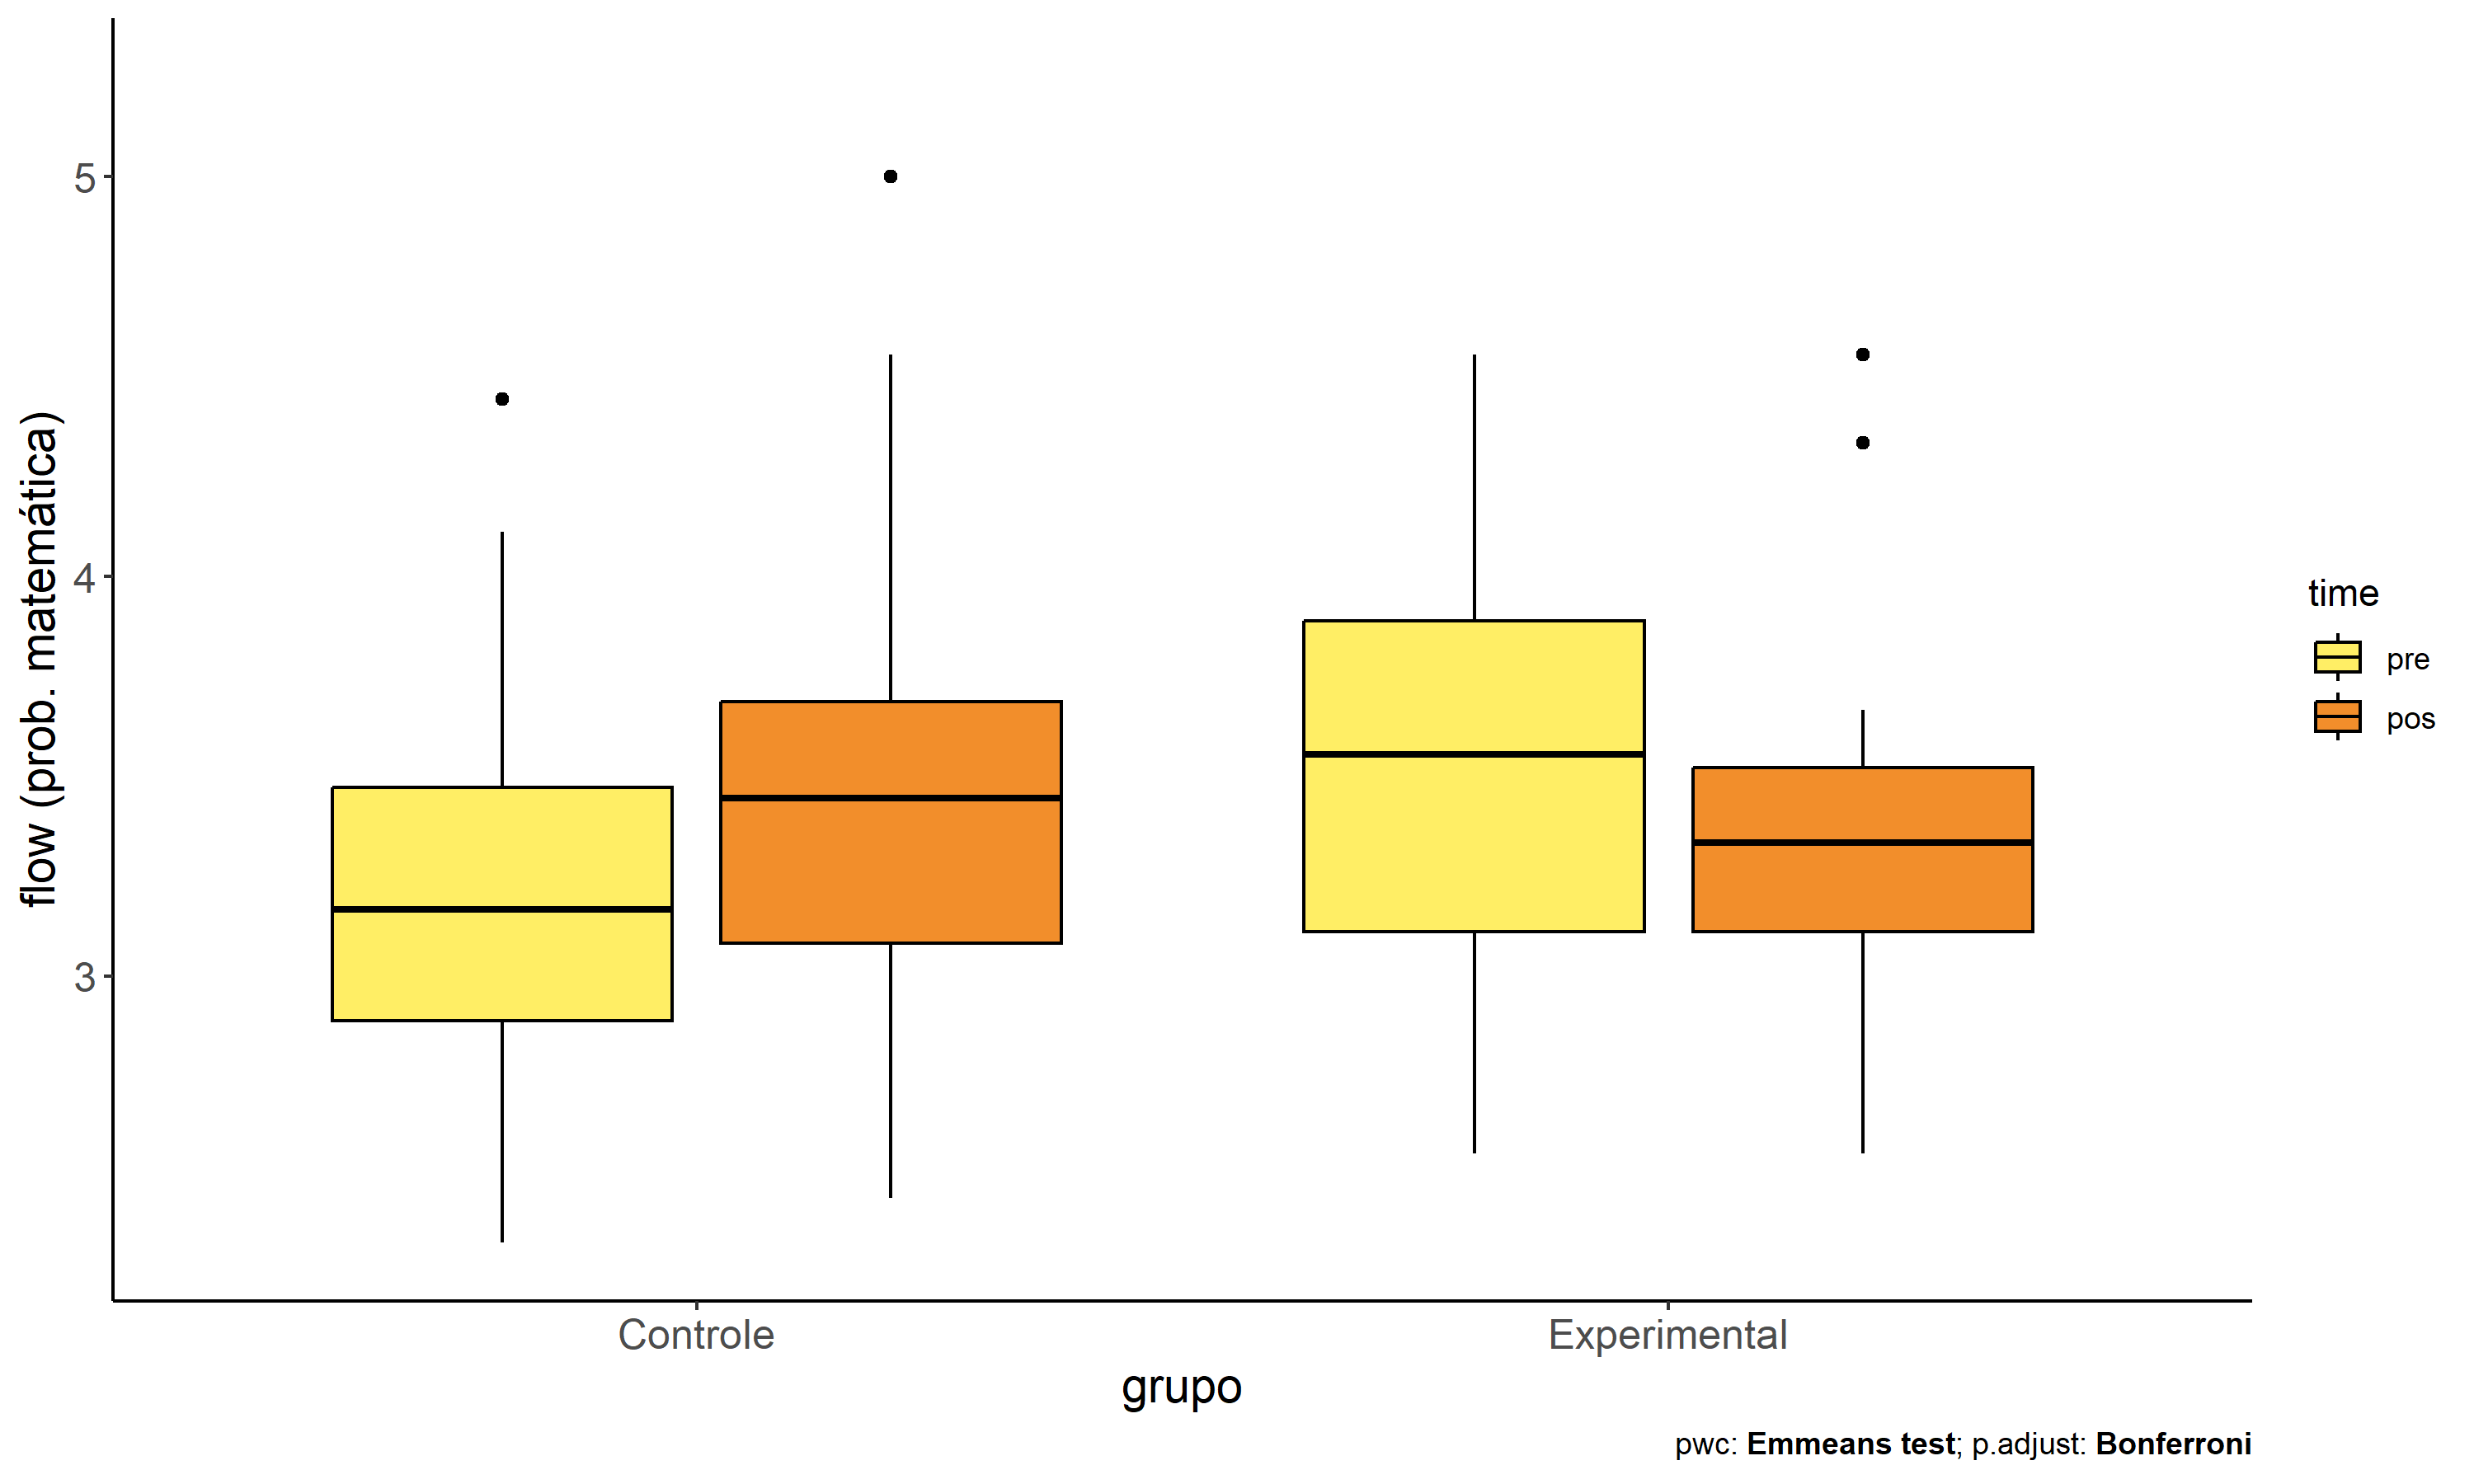 flow (prob. matemática)
5
4
3
Controle
Experimental
grupo
time
pre
pos
pwc: Emmeans test; p.adjust: Bonferroni